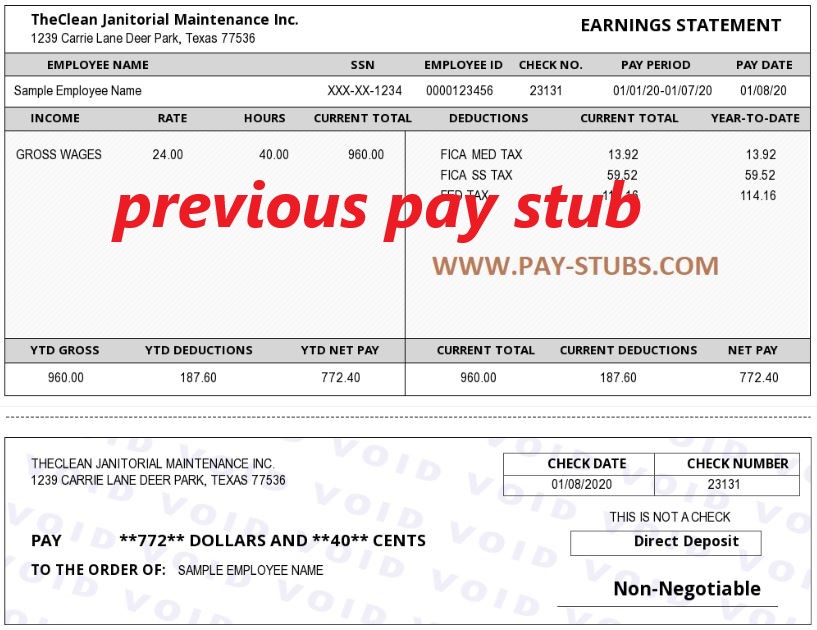 TheClean Janitorial Maintenance Inc.
1239 Carrie Lane Deer Park, Texas 77536
EARNINGS STATEMENT
EMPLOYEE NAME SSN EMPLOYEE ID CHECK NO. PAY PERIOD PAY DATE
Sample Employee Name XXX-XX-1234 0000123456 23131 01/01/20-01/07/20 01/08/20
INCOME RATE HOURS CURRENT TOTAL DEDUCTIONS CURRENT TOTAL YEAR-TO-DATE
GROSS WAGES 24.00 40.00 960.00 FICA MED TAX 13.92 13.92
FICA SS TAX 59.52 59.52
FED TAX 114.16
previous pay stub
WWW.PAY-STUBS.COM
YTD GROSS YTD DEDUCTIONS YTD NET PAY CURRENT TOTAL CURRENT DEDUCTIONS NET PAY
960.00 187.60 772.40 960.00 187.60 772.40
THECLEAN JANITORIAL MAINTENANCE INC.
1239 CARRIE LANE DEER PARK, TEXAS 77536
CHECK DATE CHECK NUMBER
01/08/2020 23131
THIS IS NOT A CHECK
Direct Deposit
PAY **772** DOLLARS AND **40** CENTS
TO THE ORDER OF: SAMPLE EMPLOYEE NAME
Non-Negotiable
VOID VOID VOID VOID